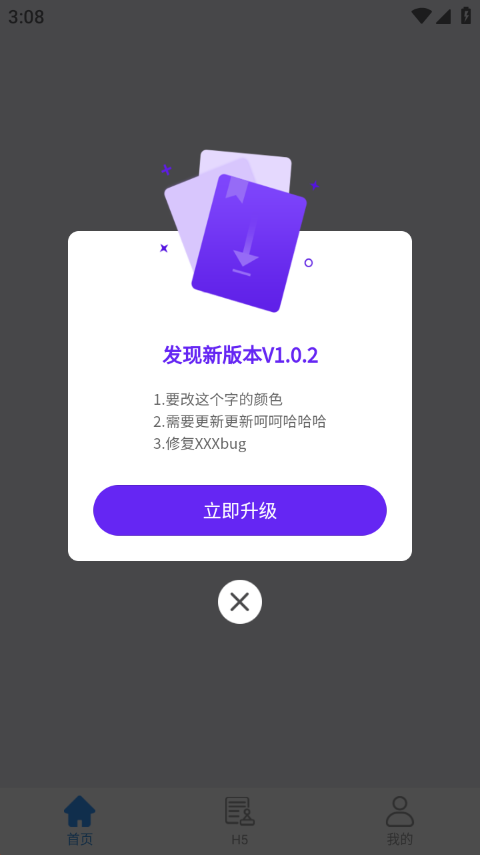 3:08
发现新版本V1.0.2
1.要改这个字的颜色
2.需要更新更新呵呵哈哈哈
3.修复XXXbug
立即升级
首页
H5
我的